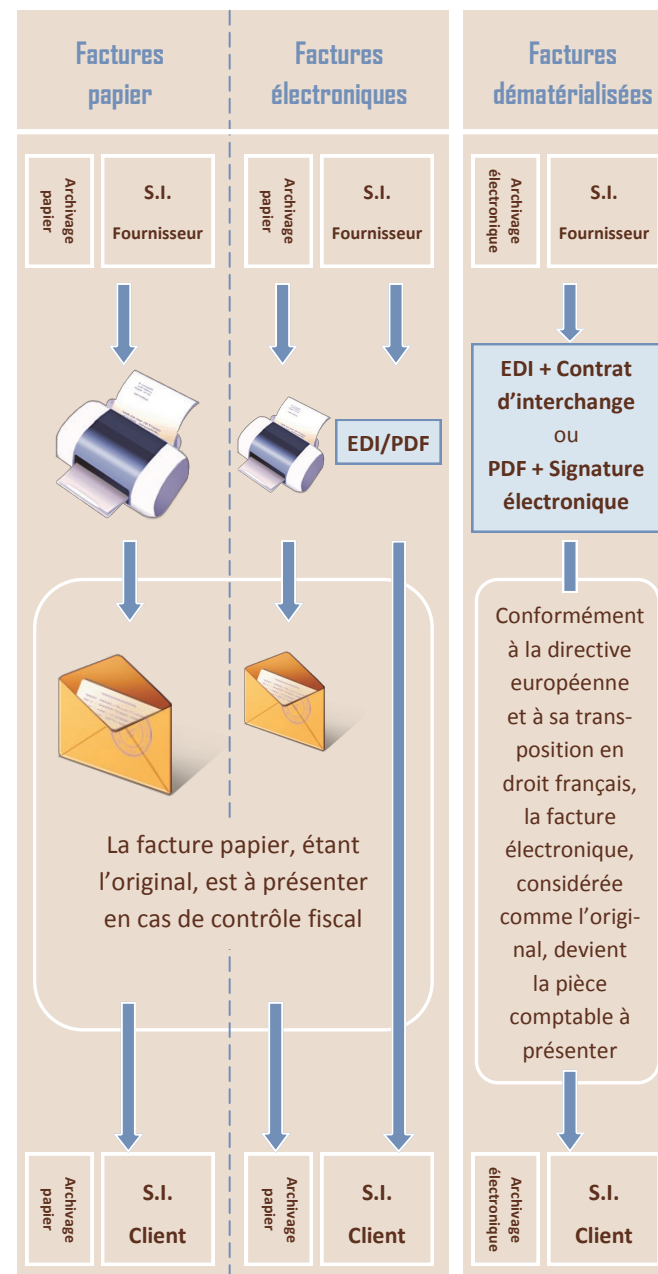 Factures
papier
Factures
électroniques
Factures
dématérialisées
Archivage
papier
S.I.
Fournisseur
Archivage
papier
S.I.
Fournisseur
Archivage
électronique
S.I.
Fournisseur
EDI/PDF
EDI + Contrat
d’interchange
ou
PDF + Signature
électronique
La facture papier, étant
l’original, est à présenter
en cas de contrôle fiscal
Conformément
à la directive
européenne
et à sa trans-
position en
droit français,
la facture
électronique,
considérée
comme l’origi-
nal, devient
la pièce
comptable à
présenter
Archivage
papier
S.I.
Client
Archivage
papier
S.I.
Client
Archivage
électronique
S.I.
Client